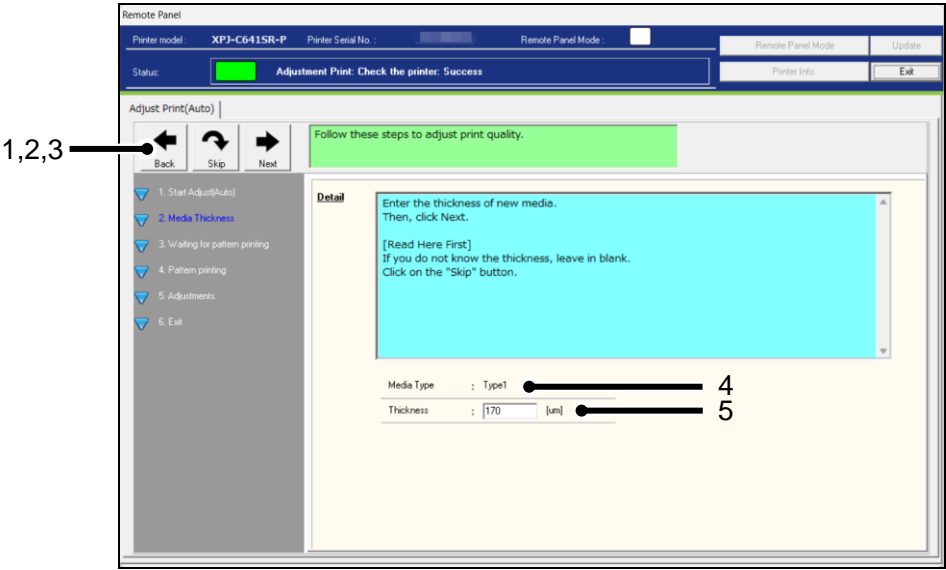 Remote Panel
Printer model : XPJ-C641SR-P Printer Serial No. : Remote Panel Mode :
Remote Panel Mode Update
Status: Adjustment Print: Check the printer: Success
Printer Info. Exit
Adjust Print(Auto)
1,2,3
Back Skip Next
Follow these steps to adjust print quality.
1. Start Adjust(Auto)
2. Media Thickness
3. Waiting for pattern printing
4. Pattern printing
5. Adjustments.
6. Exit
Detail
Enter the thickness of new media.
Then, click Next.
[Read Here First]
If you do not know the thickness, leave in blank.
Click on the "Skip" button.
Media Type : Type1 4
Thickness : 170 [um] 5